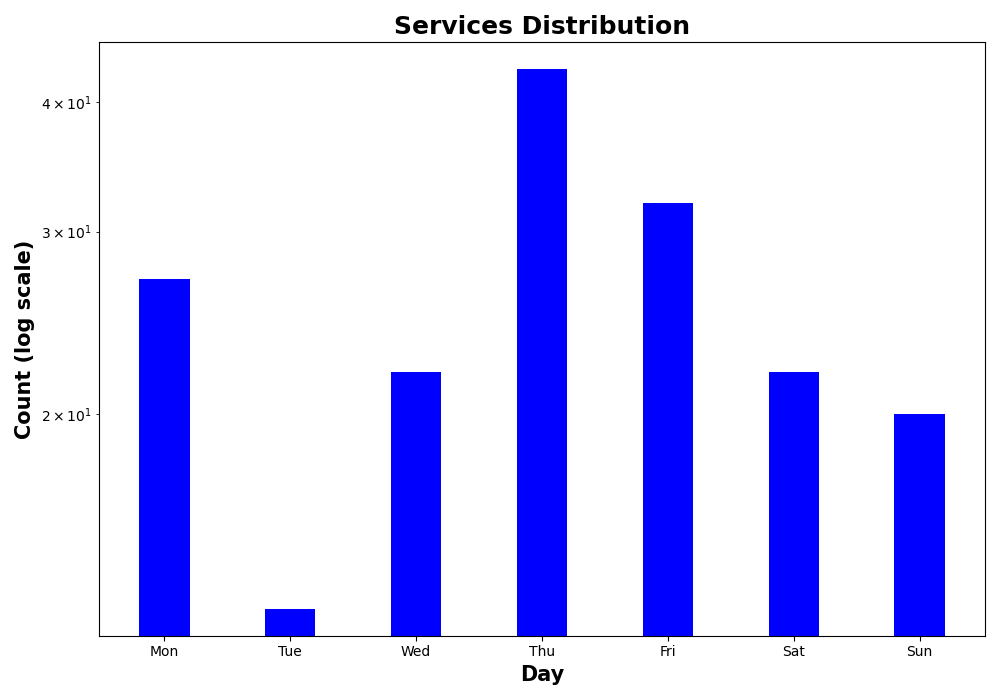 Services Distribution
Count (log scale)
4 × 10¹
3 × 10¹
2 × 10¹
Mon Tue Wed Thu Fri Sat Sun
Day